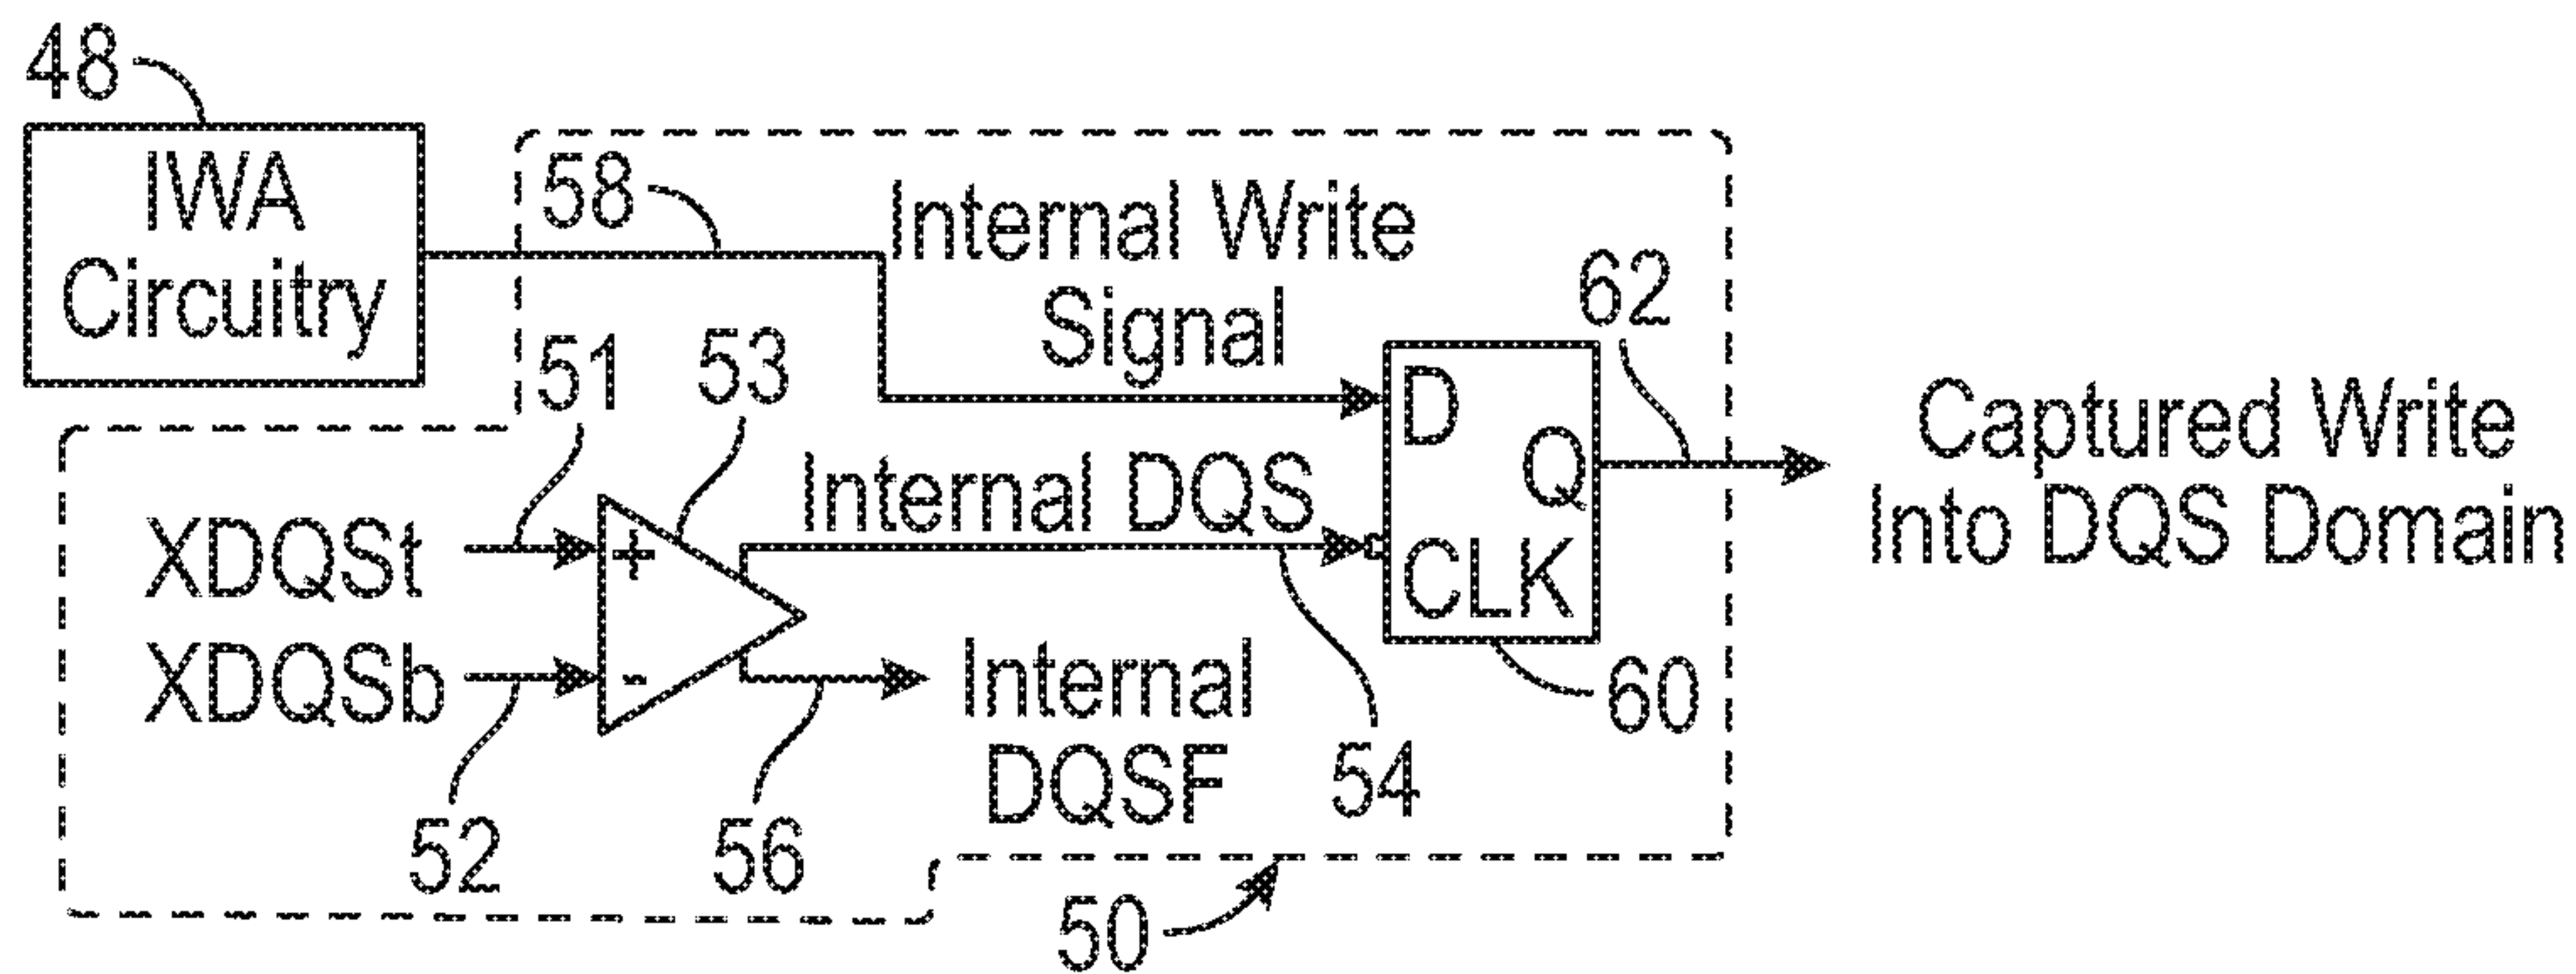 48
IWA
Circuitry
58
Internal Write
Signal
62
51
53
D
Q
Captured Write
Into DQS Domain
XDQSt
+
Internal DQS
CLK
XDQSb
-
Internal
DQSF
60
54
52
56
50